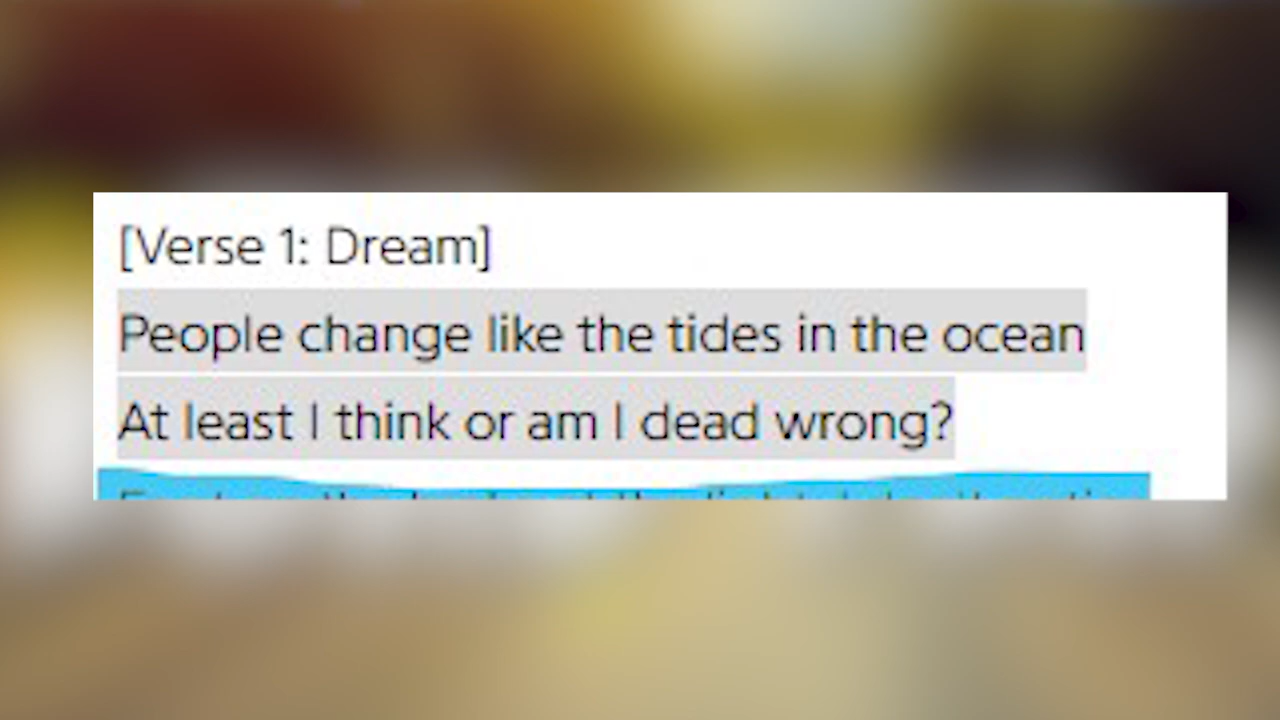 [Verse 1: Dream]
People change like the tides in the ocean
At least I think or am I dead wrong?